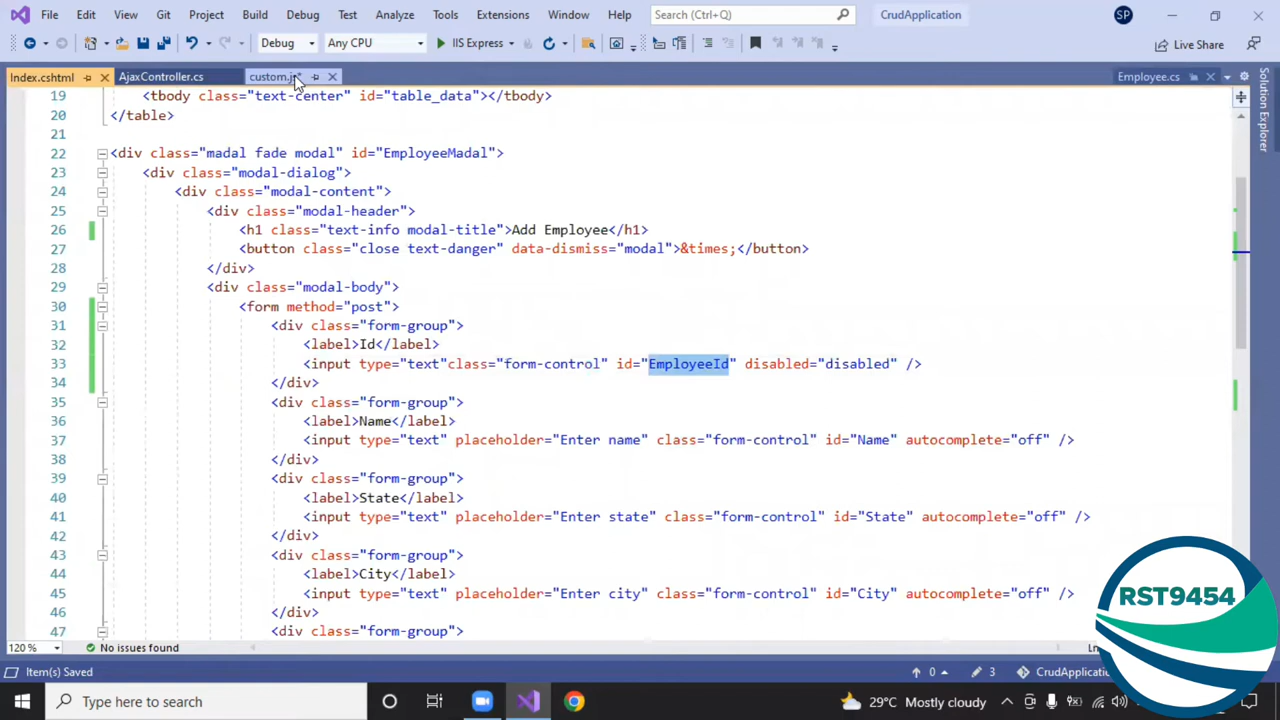 File Edit View Git Project Build Debug Test Analyze Tools Extensions Window Help Search (Ctrl+Q) CrudApplication SP
Debug Any CPU IIS Express Live Share
Index.cshtml AjaxController.cs custom.js* Employee.cs
Solution Explorer
19 <tbody class="text-center" id="table_data"></tbody>
20 </table>
21
22 <div class="madal fade modal" id="EmployeeMadal">
23 <div class="modal-dialog">
24 <div class="modal-content">
25 <div class="modal-header">
26 <h1 class="text-info modal-title">Add Employee</h1>
27 <button class="close text-danger" data-dismiss="modal">&times;</button>
28 </div>
29 <div class="modal-body">
30 <form method="post">
31 <div class="form-group">
32 <label>Id</label>
33 <input type="text"class="form-control" id="EmployeeId" disabled="disabled" />
34 </div>
35 <div class="form-group">
36 <label>Name</label>
37 <input type="text" placeholder="Enter name" class="form-control" id="Name" autocomplete="off" />
38 </div>
39 <div class="form-group">
40 <label>State</label>
41 <input type="text" placeholder="Enter state" class="form-control" id="State" autocomplete="off" />
42 </div>
43 <div class="form-group">
44 <label>City</label>
45 <input type="text" placeholder="Enter city" class="form-control" id="City" autocomplete="off" />
46 </div>
47 <div class="form-group">
RST9454
120 % No issues found
Item(s) Saved 0 3
Type here to search 29°C Mostly cloudy